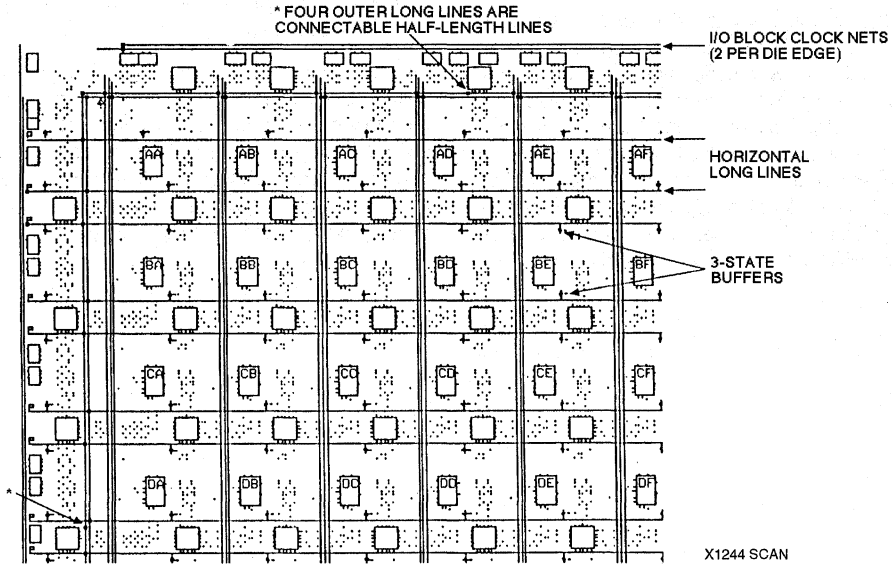 * FOUR OUTER LONG LINES ARE
CONNECTABLE HALF-LENGTH LINES
I/O BLOCK CLOCK NETS
(2 PER DIE EDGE)
AA AB AC AD AE AF
HORIZONTAL
LONG LINES
3-STATE
BUFFERS
BA BB BC BD BE BF
CA CB CC CD CE CF
DA DB DC DD DE DF
*
X1244 SCAN